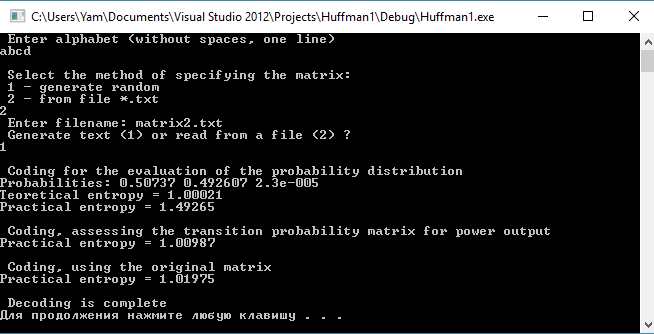 C:\Users\Yam\Documents\Visual Studio 2012\Projects\Huffman1\Debug\Huffman1.exe
Enter alphabet (without spaces, one line)
abcd
Select the method of specifying the matrix:
1 - generate random
2 - from file *.txt
2
Enter filename: matrix2.txt
Generate text (1) or read from a file (2) ?
1
Coding for the evaluation of the probability distribution
Probabilities: 0.50737 0.492607 2.3e-005
Teoretical entropy = 1.00021
Practical entropy = 1.49265
Coding, assessing the transition probability matrix for power output
Practical entropy = 1.00987
Coding, using the original matrix
Practical entropy = 1.01975
Decoding is complete
Для продолжения нажмите любую клавишу . . .